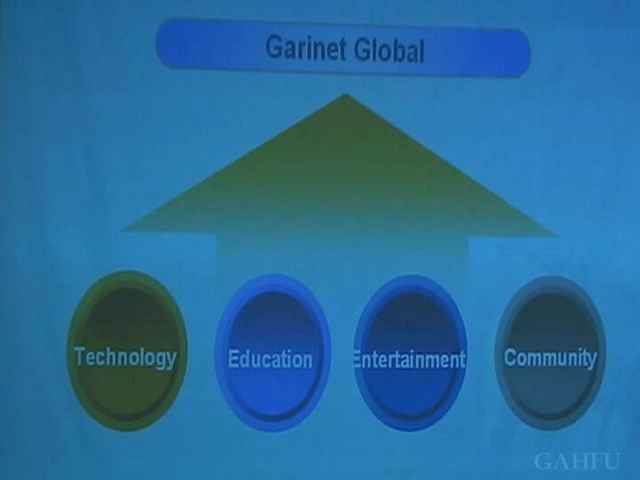 Garinet Global
Technology
Education
Entertainment
Community
GAHFU